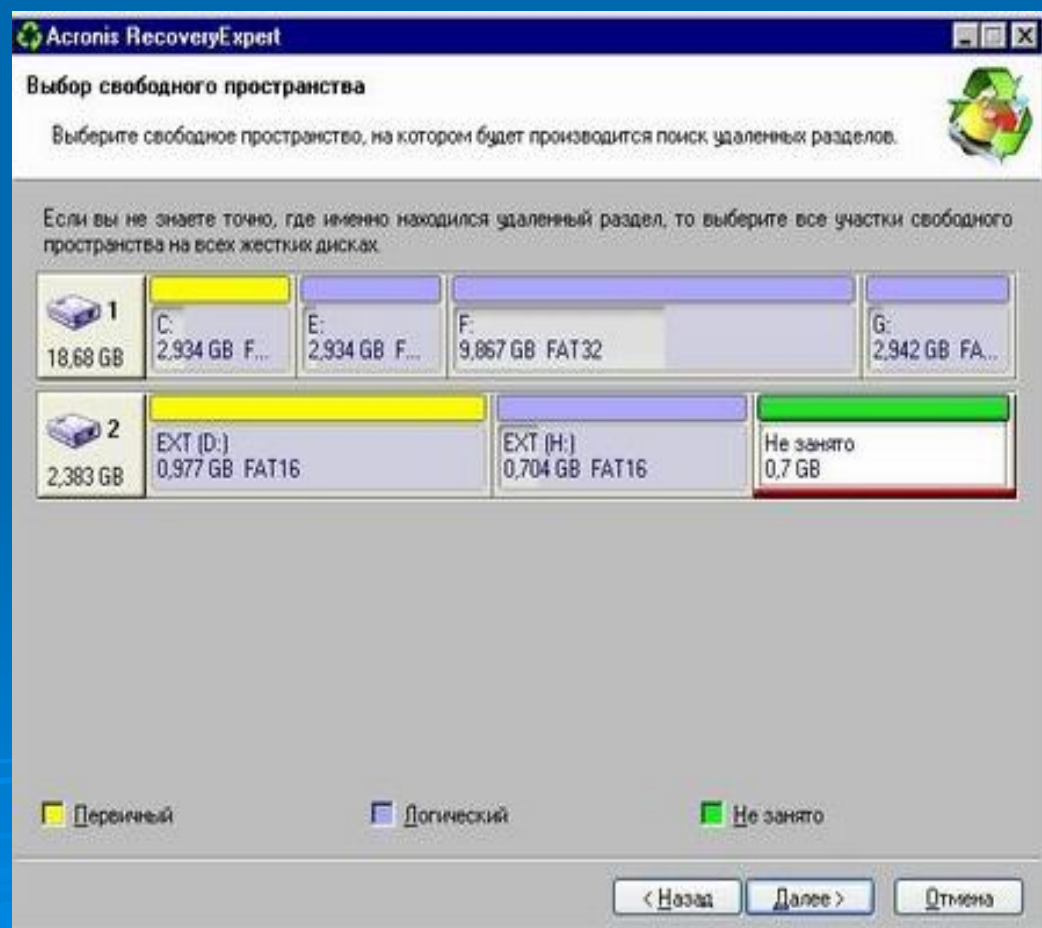 Acronis RecoveryExpert
Выбор свободного пространства
Выберите свободное пространство, на котором будет производится поиск удаленных разделов.
Если вы не знаете точно, где именно находился удаленный раздел, то выберите все участки свободного
пространства на всех жестких дисках.
1
18,68 GB
C:
2,934 GB F...
E:
2,934 GB F...
F:
9,867 GB FAT32
G:
2,942 GB FA...
2
2,383 GB
EXT (D:)
0,977 GB FAT16
EXT (H:)
0,704 GB FAT16
Не занято
0,7 GB
Первичный
Логический
Не занято
< Назад
Далее >
Отмена